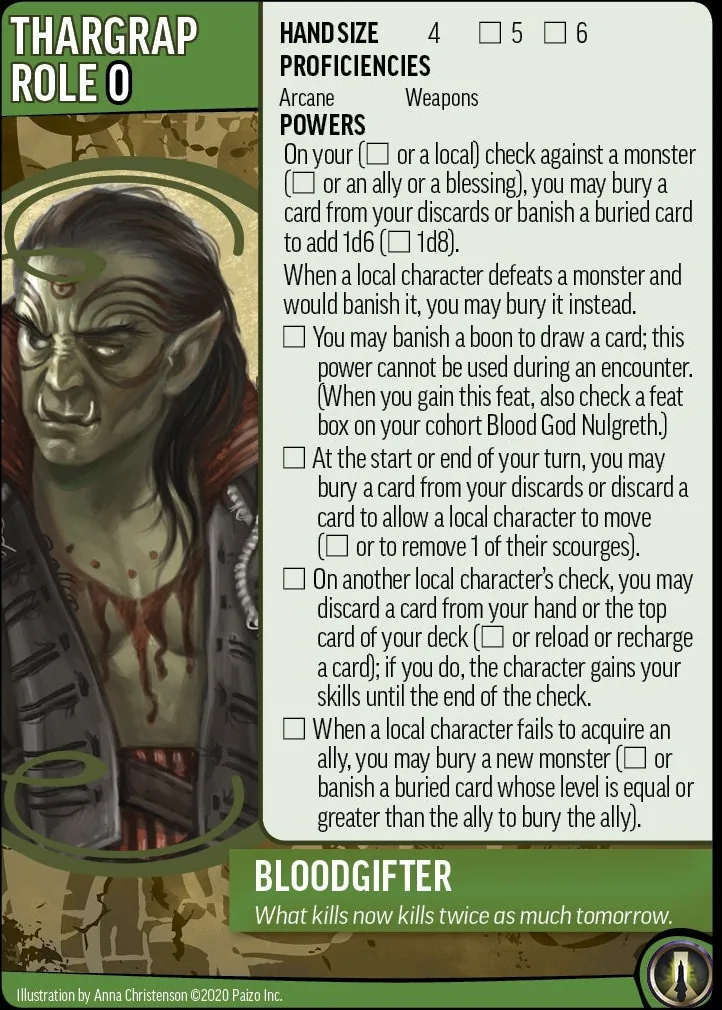 THARGRAP
ROLE 0
HAND SIZE 4 □ 5 □ 6
PROFICIENCIES
Arcane Weapons
POWERS
On your (□ or a local) check against a monster
(□ or an ally or a blessing), you may bury a
card from your discards or banish a buried card
to add 1d6 (□ 1d8).
When a local character defeats a monster and
would banish it, you may bury it instead.
□ You may banish a boon to draw a card; this
power cannot be used during an encounter.
(When you gain this feat, also check a feat
box on your cohort Blood God Nulgreth.)
□ At the start or end of your turn, you may
bury a card from your discards or discard a
card to allow a local character to move
(□ or to remove 1 of their scourges).
□ On another local character's check, you may
discard a card from your hand or the top
card of your deck (□ or reload or recharge
a card); if you do, the character gains your
skills until the end of the check.
□ When a local character fails to acquire an
ally, you may bury a new monster (□ or
banish a buried card whose level is equal or
greater than the ally to bury the ally).
BLOODGIFTER
What kills now kills twice as much tomorrow.
Illustration by Anna Christenson ©2020 Paizo Inc.